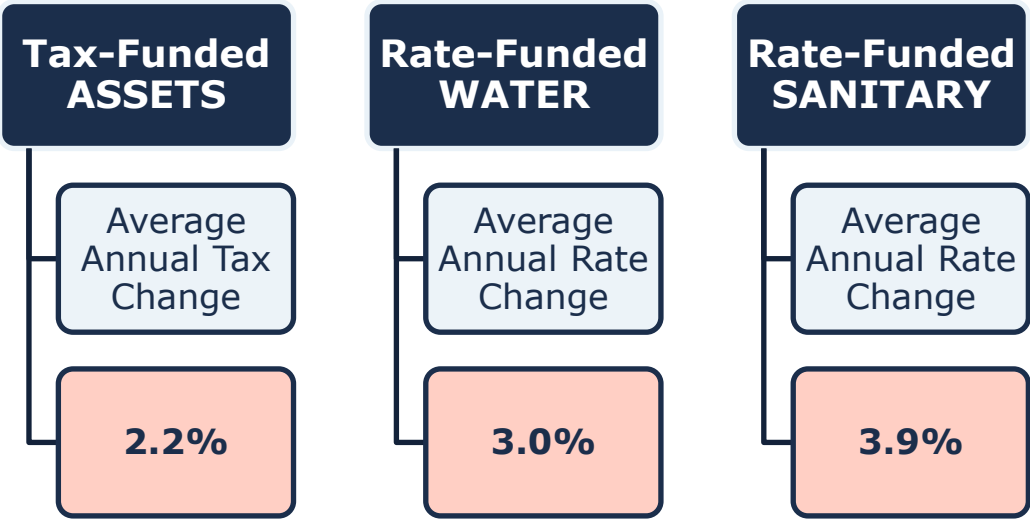 Tax-Funded
ASSETS
Average
Annual Tax
Change
2.2%
Rate-Funded
WATER
Average
Annual Rate
Change
3.0%
Rate-Funded
SANITARY
Average
Annual Rate
Change
3.9%